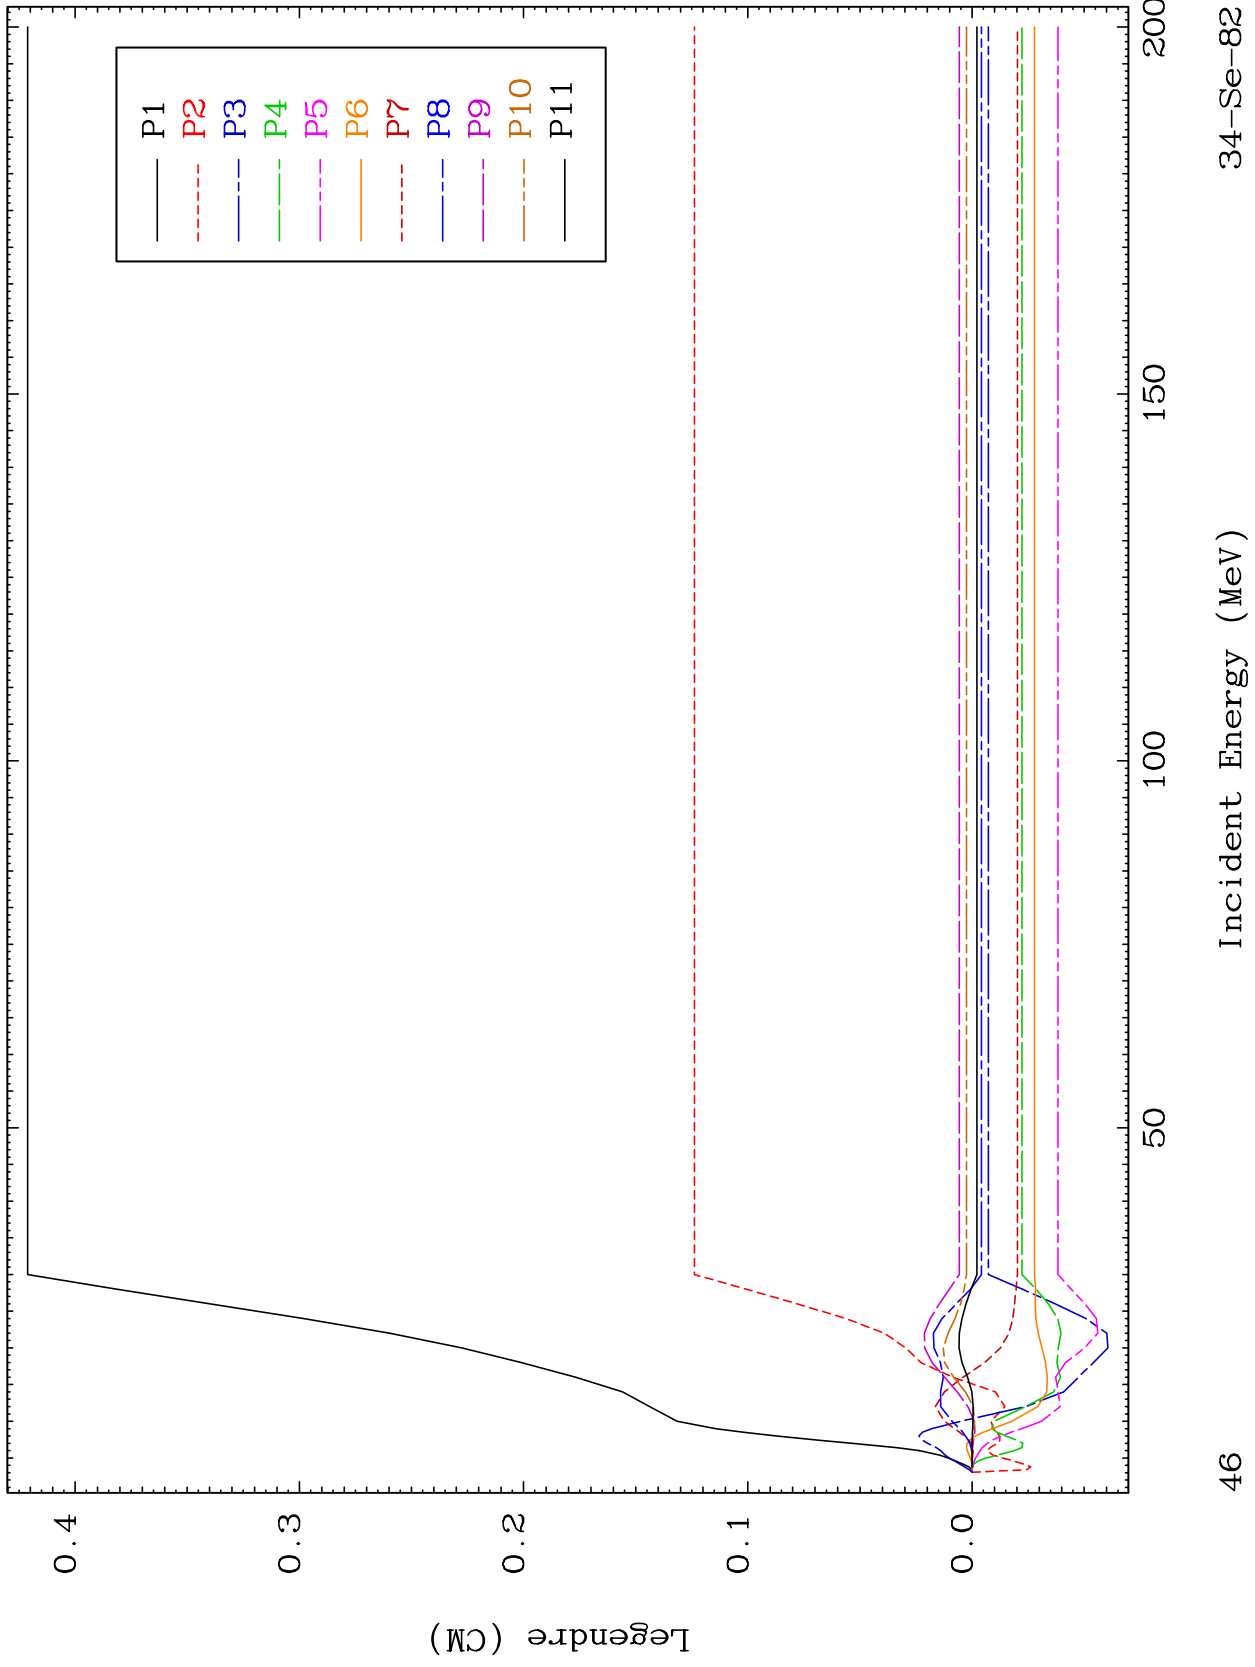 P1
P2
P3
P4
P5
P6
P7
P8
P9
P10
P11
0.4
0.3
0.2
0.1
0.0
Legendre (CM)
50
100
150
200
Incident Energy (MeV)
46
34-Se-82